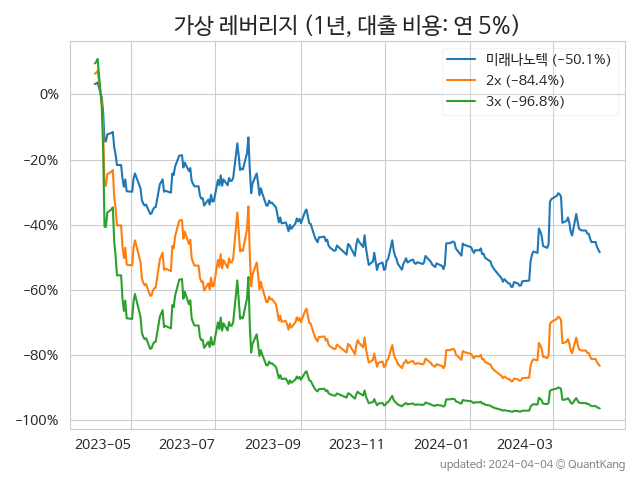 가상 레버리지 (1년, 대출 비용: 연 5%)
미래나노텍 (−50.1%)
2x (−84.4%)
3x (−96.8%)
0%
−20%
−40%
−60%
−80%
−100%
2023-05 2023-07 2023-09 2023-11 2024-01 2024-03
updated: 2024-04-04 © QuantKang